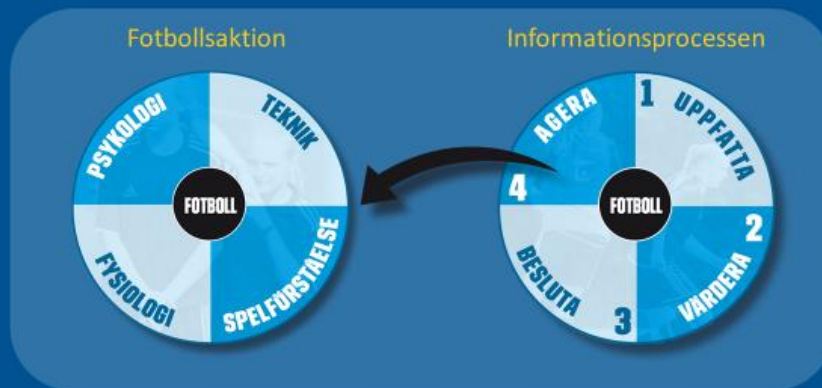 Fotbollsaktion
PSYKOLOGI
TEKNIK
FOTBOLL
FYSIOLOGI
SPELFÖRSTÅELSE
Informationsprocessen
1 UPPFATTA
2 VÄRDERA
3 BESLUTA
4 AGERA
FOTBOLL